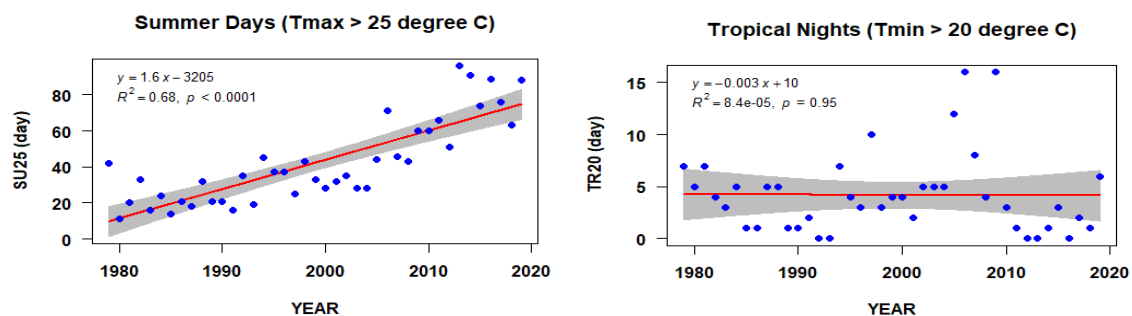 Summer Days (Tmax > 25 degree C)
y = 1.6 x − 3205
R² = 0.68, p < 0.0001
SU25 (day)
80
60
40
20
0
1980 1990 2000 2010 2020
YEAR
Tropical Nights (Tmin > 20 degree C)
y = −0.003 x + 10
R² = 8.4e-05, p = 0.95
TR20 (day)
15
10
5
0
1980 1990 2000 2010 2020
YEAR